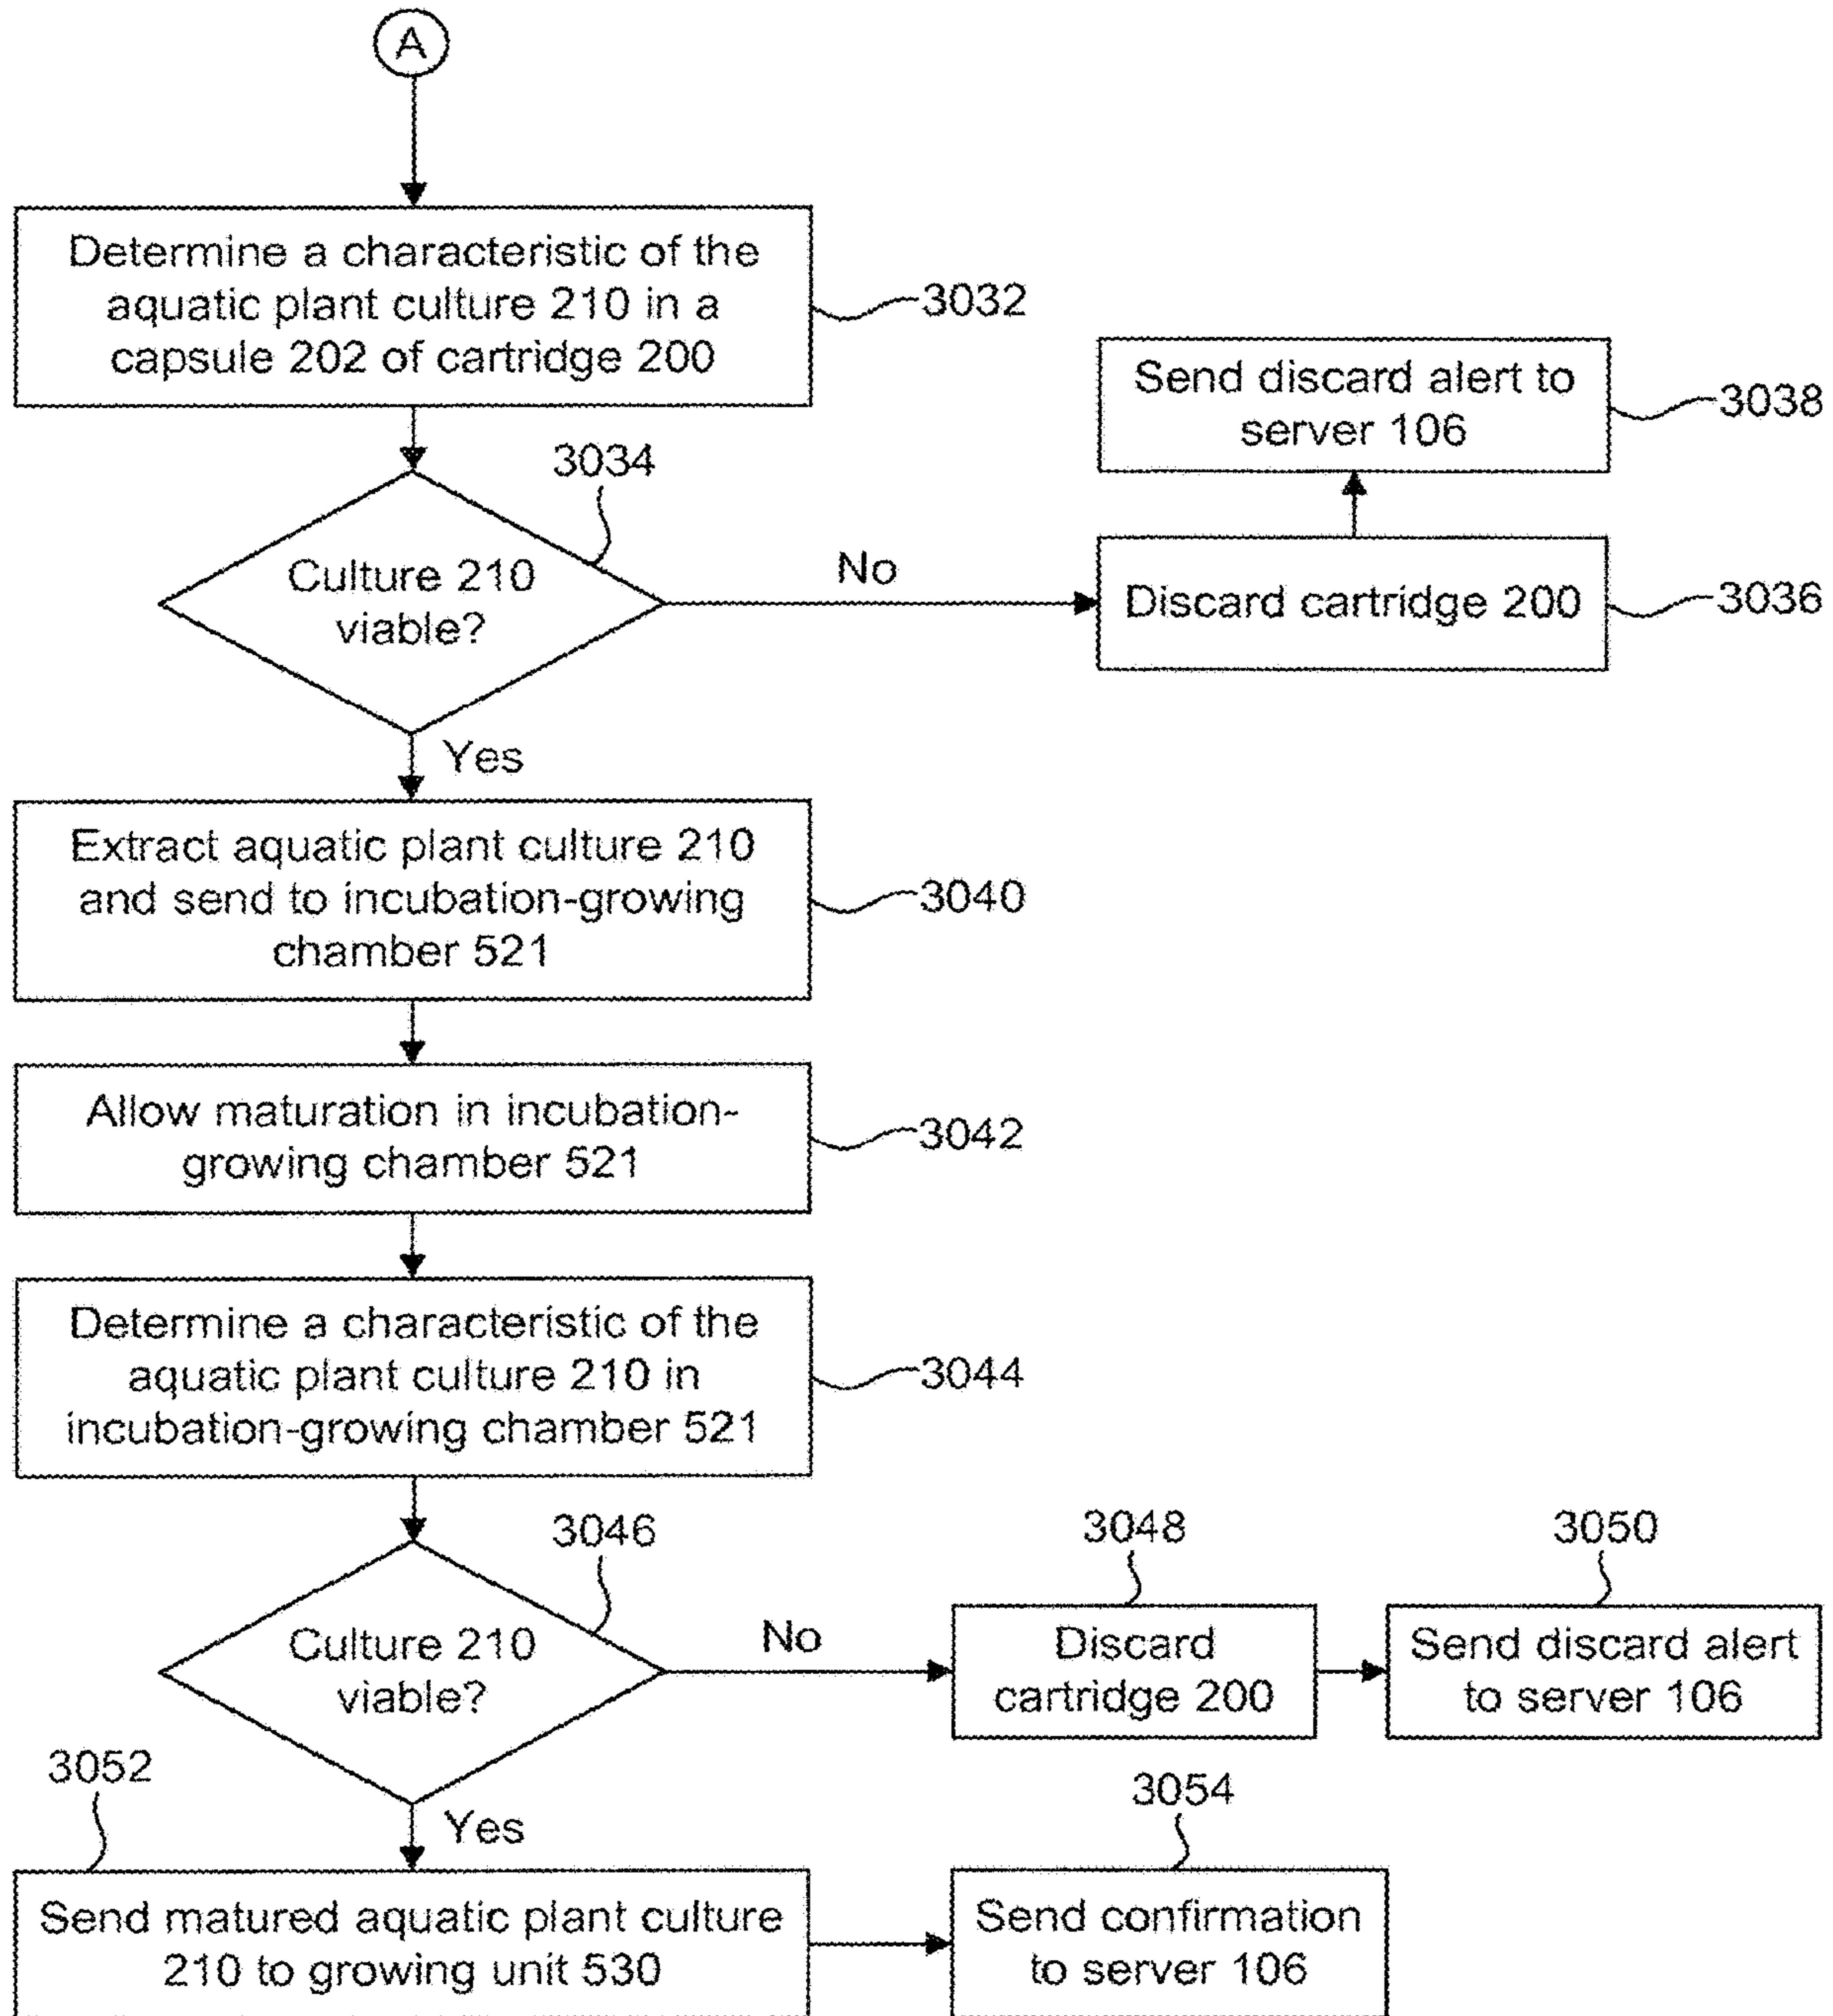 A
Determine a characteristic of the
aquatic plant culture 210 in a
capsule 202 of cartridge 200
3032
Send discard alert to
server 106
3038
3034
Culture 210
viable?
No
Discard cartridge 200
3036
Yes
Extract aquatic plant culture 210
and send to incubation-growing
chamber 521
3040
Allow maturation in incubation-
growing chamber 521
3042
Determine a characteristic of the
aquatic plant culture 210 in
incubation-growing chamber 521
3044
3046
Culture 210
viable?
No
3048
Discard
cartridge 200
3050
Send discard alert
to server 106
Yes
3052
Send matured aquatic plant culture
210 to growing unit 530
3054
Send confirmation
to server 106